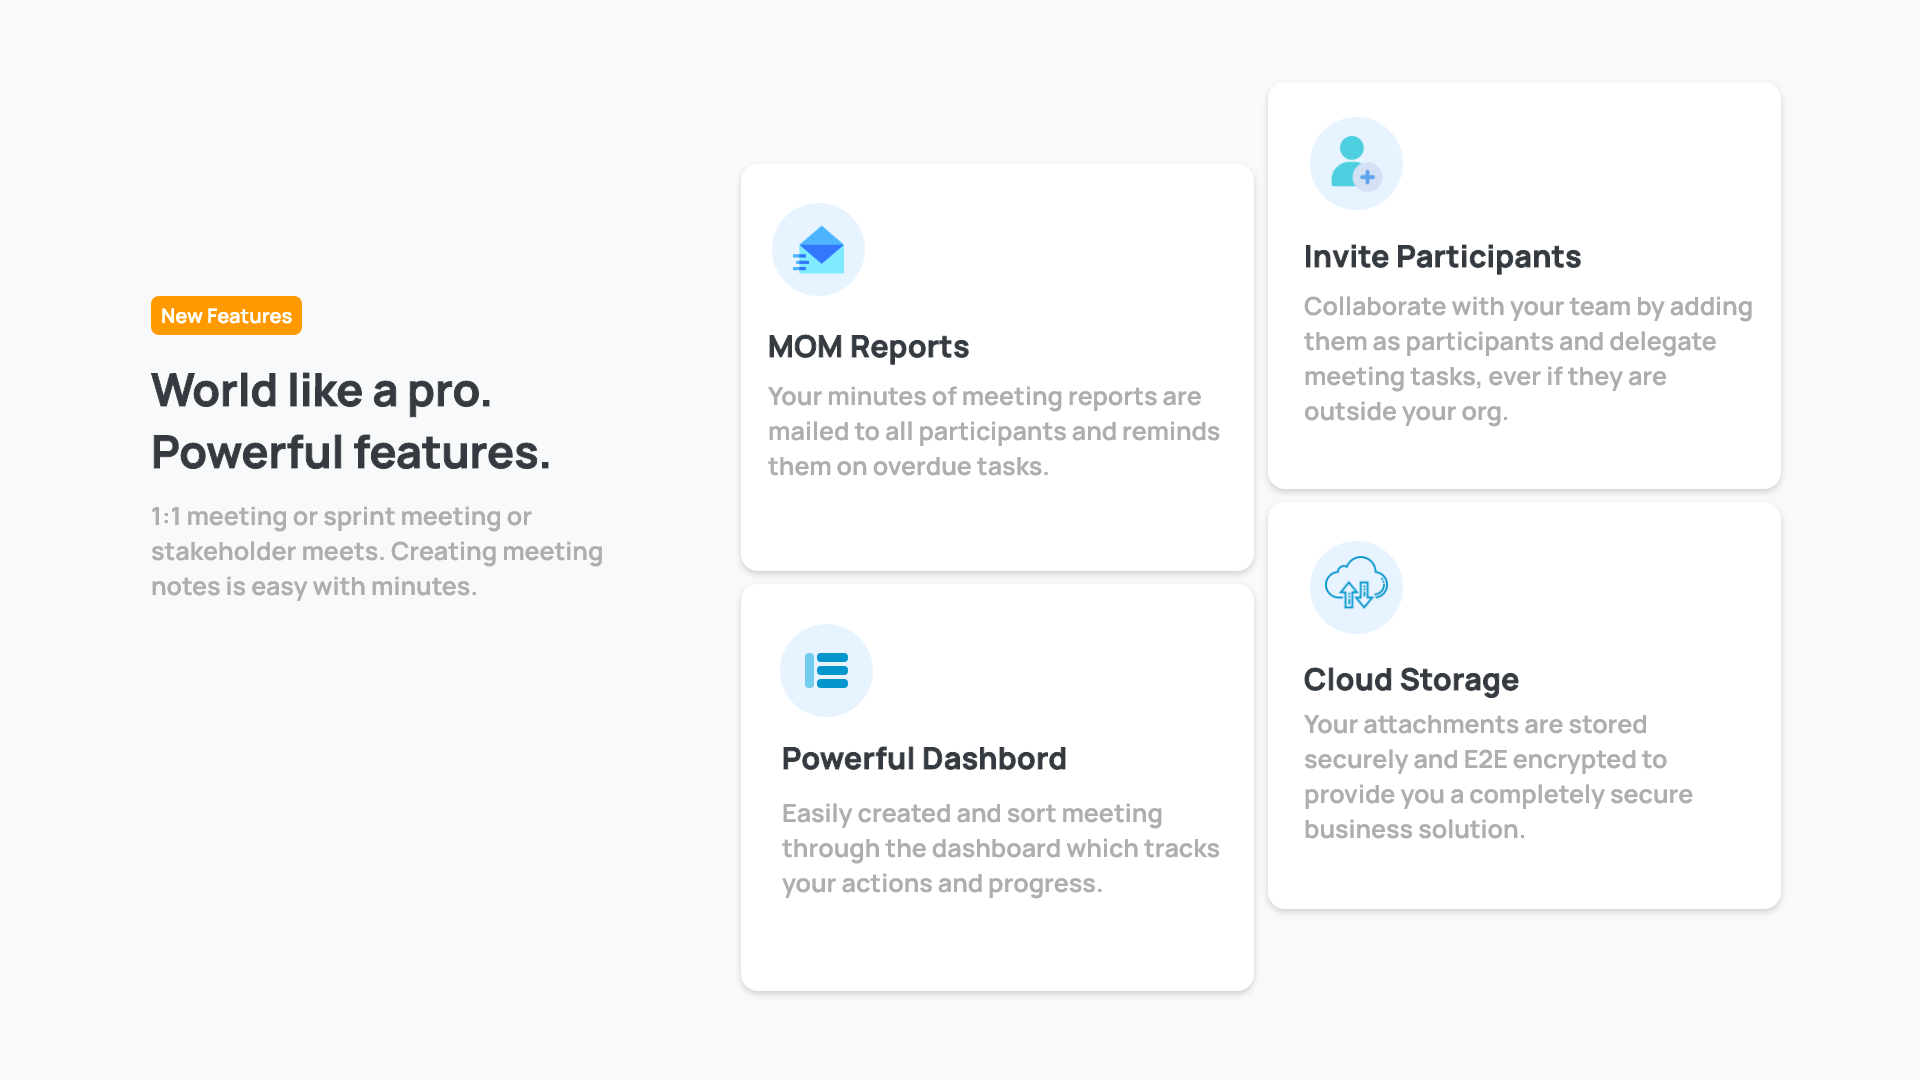 New Features
World like a pro.
Powerful features.
1:1 meeting or sprint meeting or
stakeholder meets. Creating meeting
notes is easy with minutes.
MOM Reports
Your minutes of meeting reports are
mailed to all participants and reminds
them on overdue tasks.
Invite Participants
Collaborate with your team by adding
them as participants and delegate
meeting tasks, ever if they are
outside your org.
Powerful Dashbord
Easily created and sort meeting
through the dashboard which tracks
your actions and progress.
Cloud Storage
Your attachments are stored
securely and E2E encrypted to
provide you a completely secure
business solution.